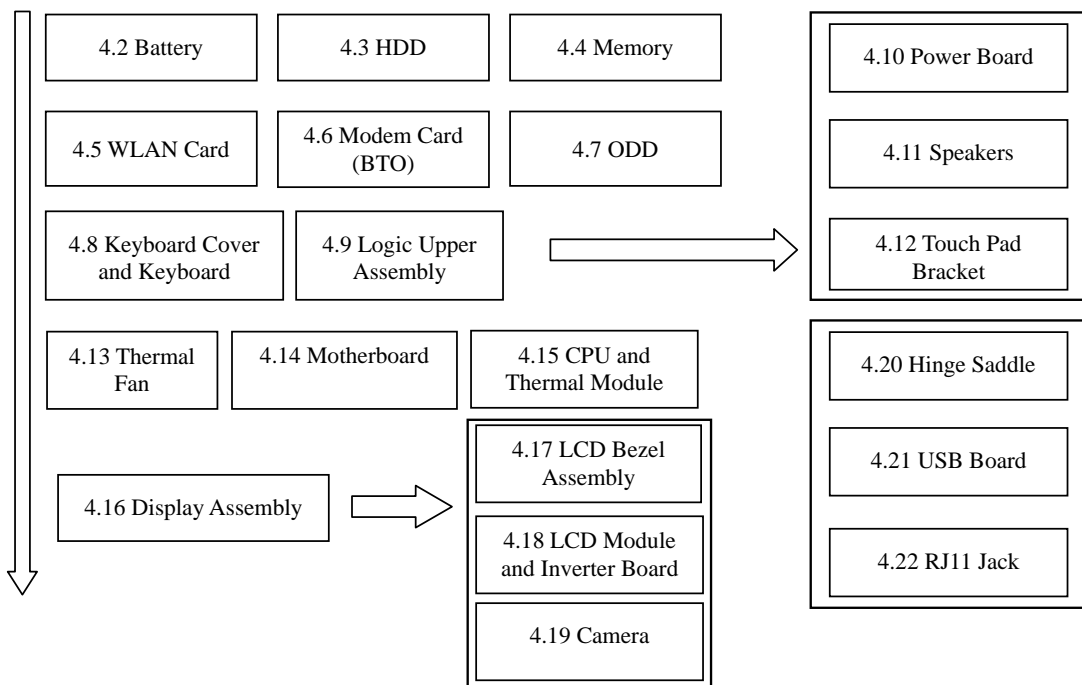 4.2 Battery
4.3 HDD
4.4 Memory
4.5 WLAN Card
4.6 Modem Card
(BTO)
4.7 ODD
4.8 Keyboard Cover
and Keyboard
4.9 Logic Upper
Assembly
4.10 Power Board
4.11 Speakers
4.12 Touch Pad
Bracket
4.13 Thermal
Fan
4.14 Motherboard
4.15 CPU and
Thermal Module
4.16 Display Assembly
4.17 LCD Bezel
Assembly
4.18 LCD Module
and Inverter Board
4.19 Camera
4.20 Hinge Saddle
4.21 USB Board
4.22 RJ11 Jack